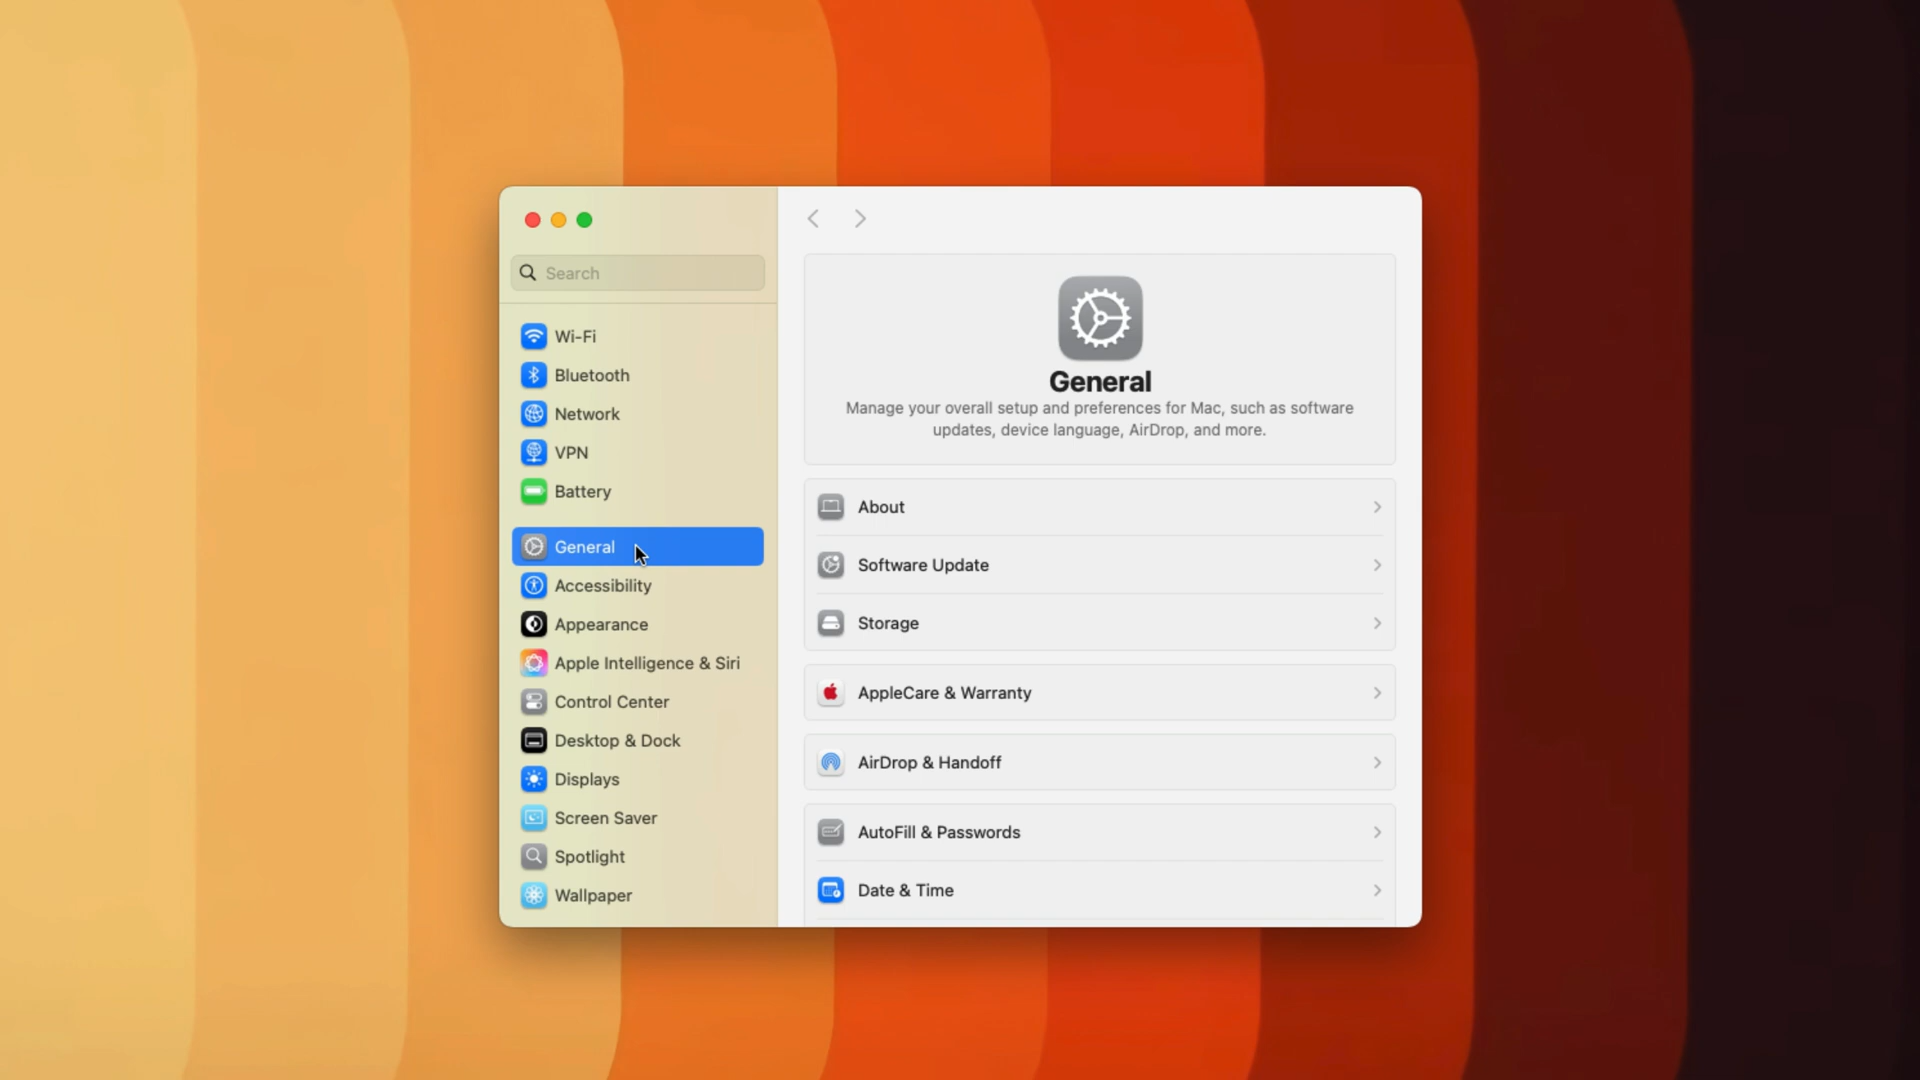 Search
Wi-Fi
Bluetooth
Network
VPN
Battery
General
Accessibility
Appearance
Apple Intelligence & Siri
Control Center
Desktop & Dock
Displays
Screen Saver
Spotlight
Wallpaper
General
Manage your overall setup and preferences for Mac, such as software
updates, device language, AirDrop, and more.
About
Software Update
Storage
AppleCare & Warranty
AirDrop & Handoff
AutoFill & Passwords
Date & Time